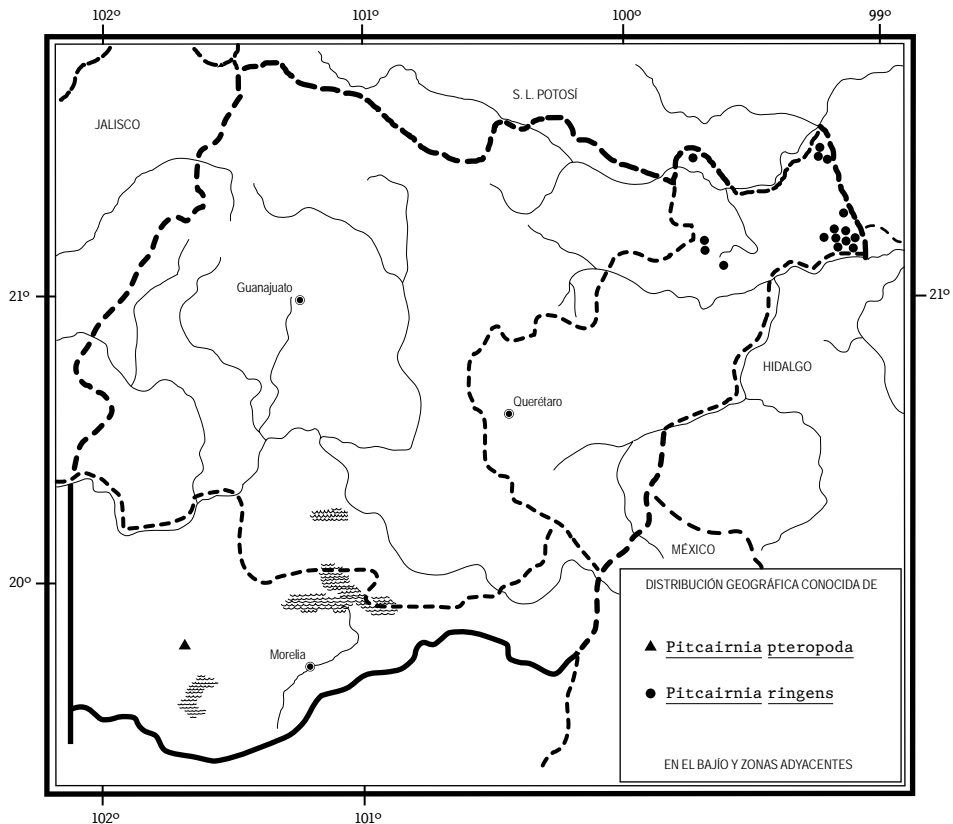 102º 101º 100º 99º
S. L. POTOSÍ
JALISCO
Guanajuato
21º
21º
HIDALGO
Querétaro
MÉXICO
20º
DISTRIBUCIÓN GEOGRÁFICA CONOCIDA DE
Pitcairnia pteropoda
Morelia
Pitcairnia ringens
EN EL BAJÍO Y ZONAS ADYACENTES
102º 101º